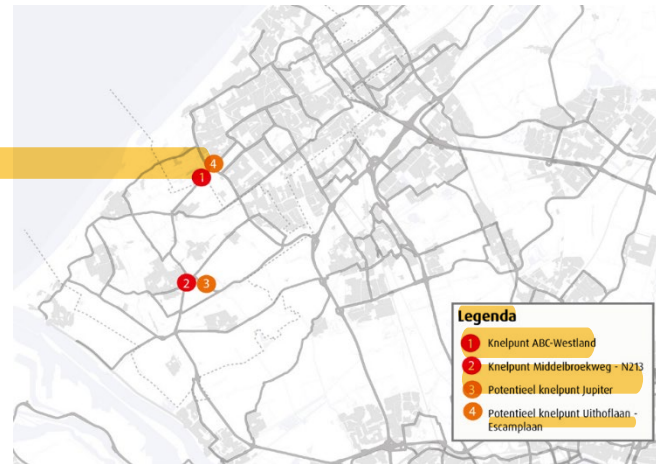 4
1
2 3
Legenda
1 Knelpunt ABC-Westland
2 Knelpunt Middelbroekweg - N213
3 Potentieel knelpunt Jupiter
4 Potentieel knelpunt Uithoflaan -
Escamplaan